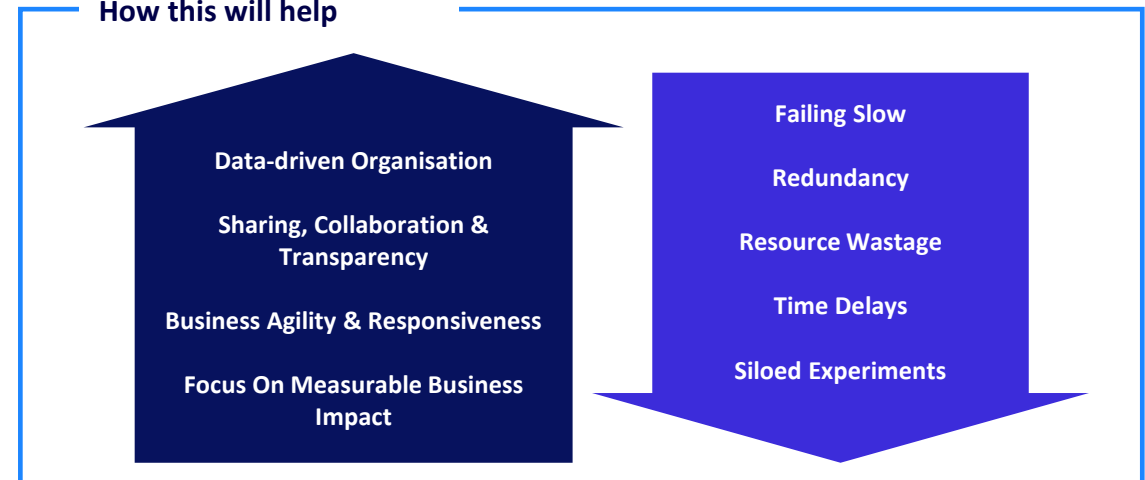 How this will help
Data-driven Organisation
Sharing, Collaboration &
Transparency
Business Agility & Responsiveness
Focus On Measurable Business
Impact
Failing Slow
Redundancy
Resource Wastage
Time Delays
Siloed Experiments